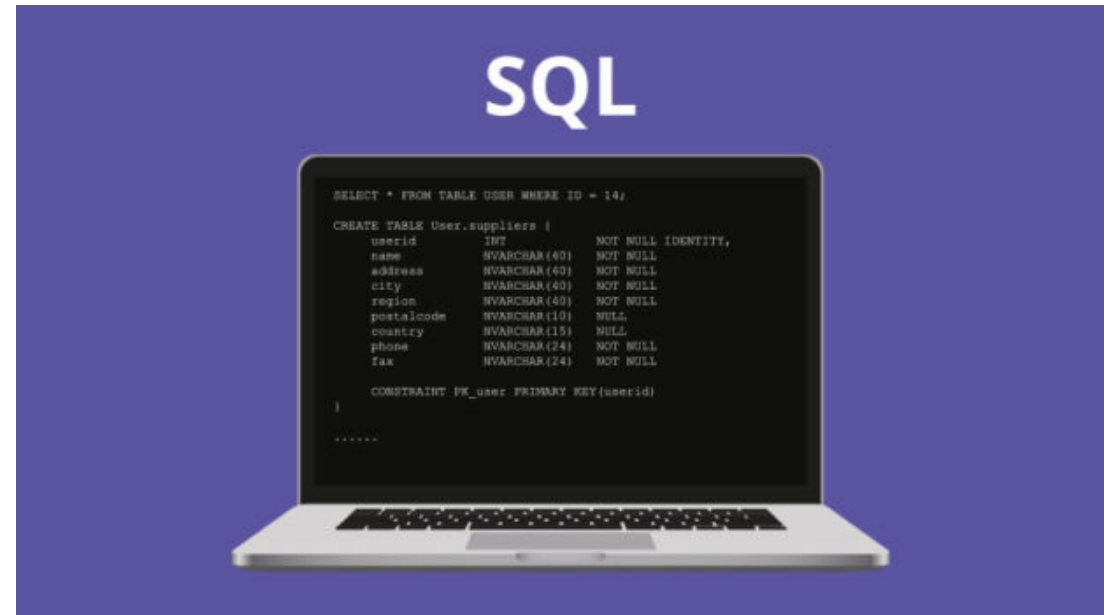 SQL
SELECT * FROM TABLE USER WHERE ID = 14;
CREATE TABLE User.suppliers (
userid INT NOT NULL IDENTITY,
name NVARCHAR(40) NOT NULL
address NVARCHAR(40) NOT NULL
city NVARCHAR(40) NOT NULL
region NVARCHAR(40) NOT NULL
postalcode NVARCHAR(10) NULL
country NVARCHAR(15) NULL
phone NVARCHAR(24) NOT NULL
fax NVARCHAR(24) NOT NULL
CONSTRAINT PK_user PRIMARY KEY(userid)
)
......